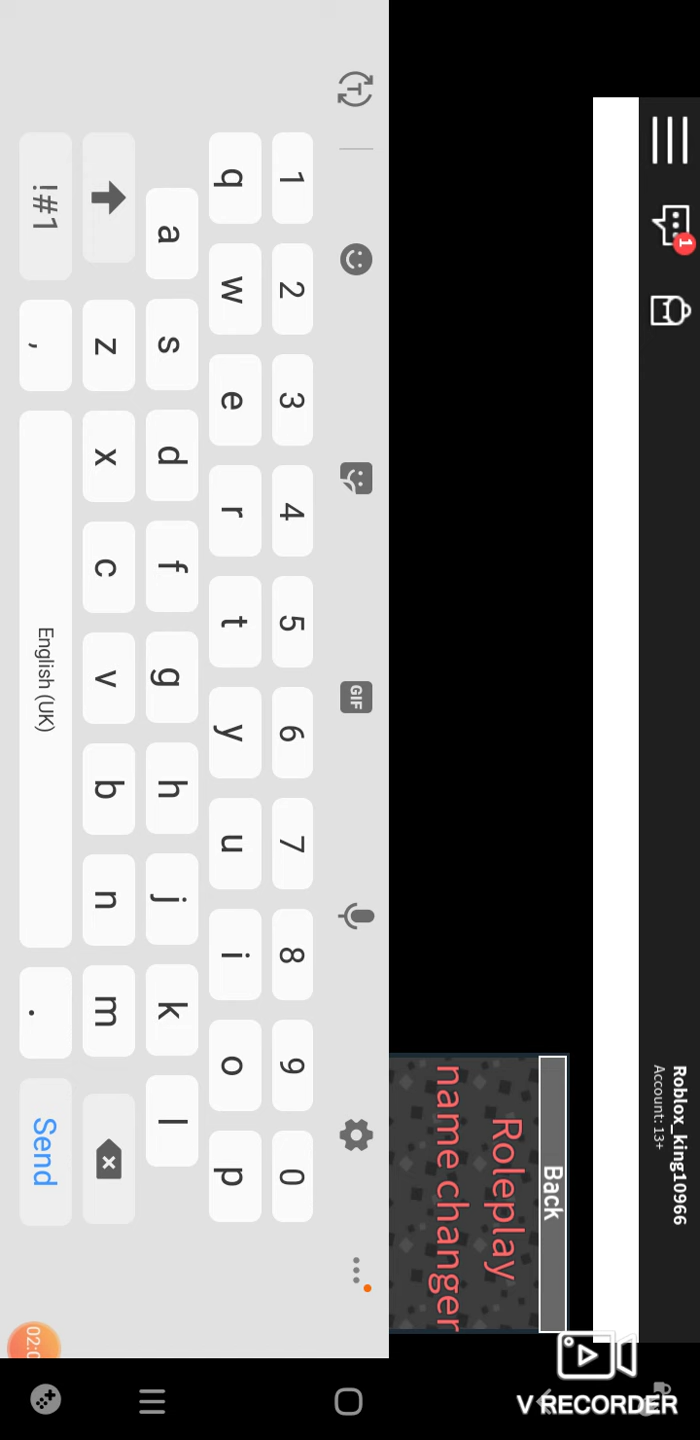 1
Roblox_king10966
Account: 13+
Back
Roleplay
name changer
T
GIF
1 2 3 4 5 6 7 8 9 0
q w e r t y u i o p
a s d f g h j k l
z x c v b n m
!#1 , English (UK) . Send
V RECORDER